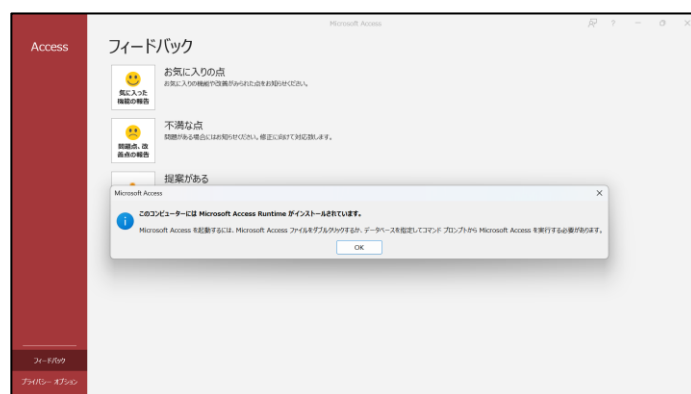 Microsoft Access
?
Access
フィードバック
お気に入りの点
お気に入りの機能や改善がみられた点をお知らせください。
気に入った
機能の報告
不満な点
問題がある場合にはお知らせください。修正に向けて対応致します。
問題点、改
善点の報告
提案がある
Microsoft Access
このコンピューターには Microsoft Access Runtime がインストールされています。
Microsoft Access を起動するには、Microsoft Access ファイルをダブルクリックするか、データベースを指定してコマンド プロンプトから Microsoft Access を実行する必要があります。
OK
フィードバック
プライバシー オプション